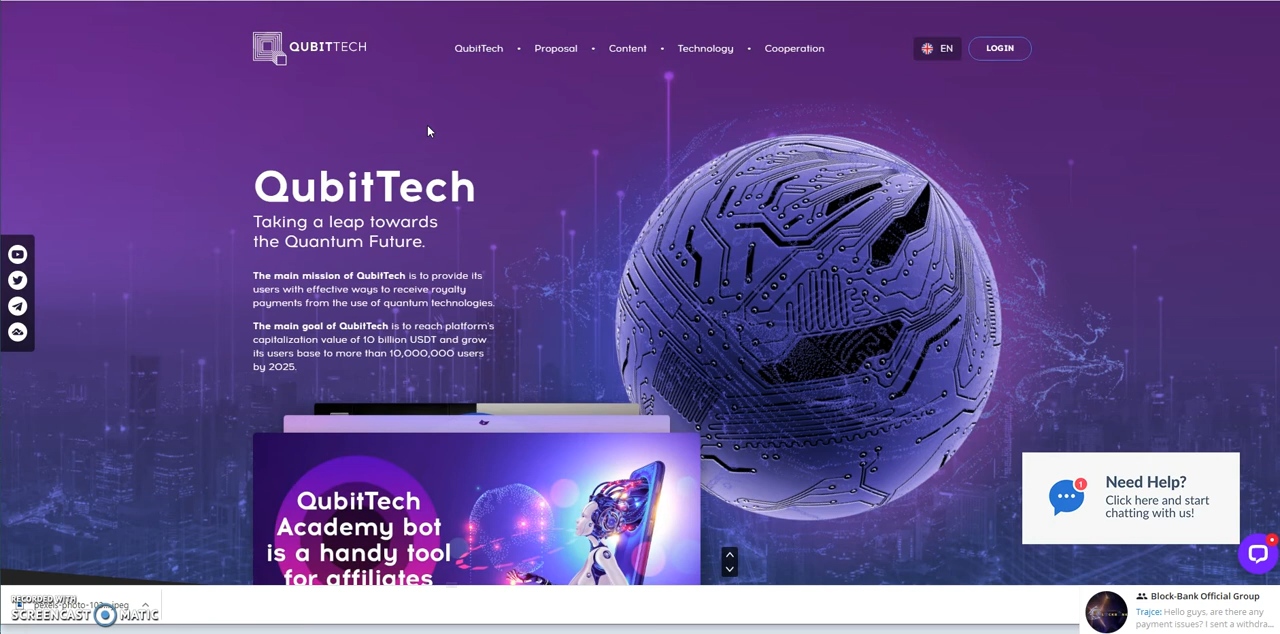 QUBITTECH
QubitTech • Proposal • Content • Technology • Cooperation
EN
LOGIN
QubitTech
Taking a leap towards
the Quantum Future.
The main mission of QubitTech is to provide its
users with effective ways to receive royalty
payments from the use of quantum technologies.
The main goal of QubitTech is to reach platform's
capitalization value of 10 billion USDT and grow
its users base to more than 10,000,000 users
by 2025.
QubitTech
Academy bot
is a handy tool
for affiliates
1
Need Help?
Click here and start
chatting with us!
RECORDED WITH
SCREENCAST MATIC
Block-Bank Official Group
Trajce: Hello guys, are there any
payment issues? I sent a withdra...